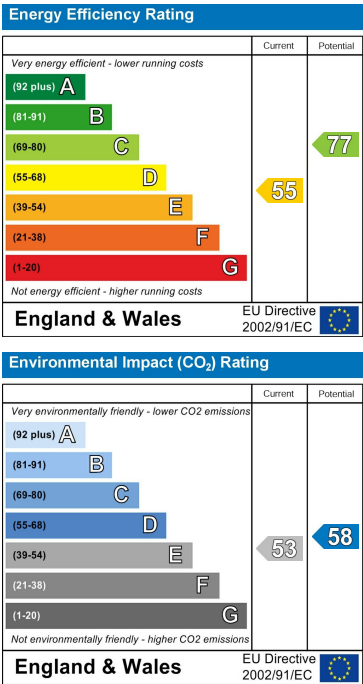 Energy Efficiency Rating
Current Potential
Very energy efficient - lower running costs
(92 plus) A
(81-91) B
(69-80) C
(55-68) D
(39-54) E
(21-38) F
(1-20) G
77
55
Not energy efficient - higher running costs
England & Wales
EU Directive
2002/91/EC
Environmental Impact (CO₂) Rating
Current Potential
Very environmentally friendly - lower CO2 emissions
(92 plus) A
(81-91) B
(69-80) C
(55-68) D
(39-54) E
(21-38) F
(1-20) G
53
58
Not environmentally friendly - higher CO2 emissions
England & Wales
EU Directive
2002/91/EC